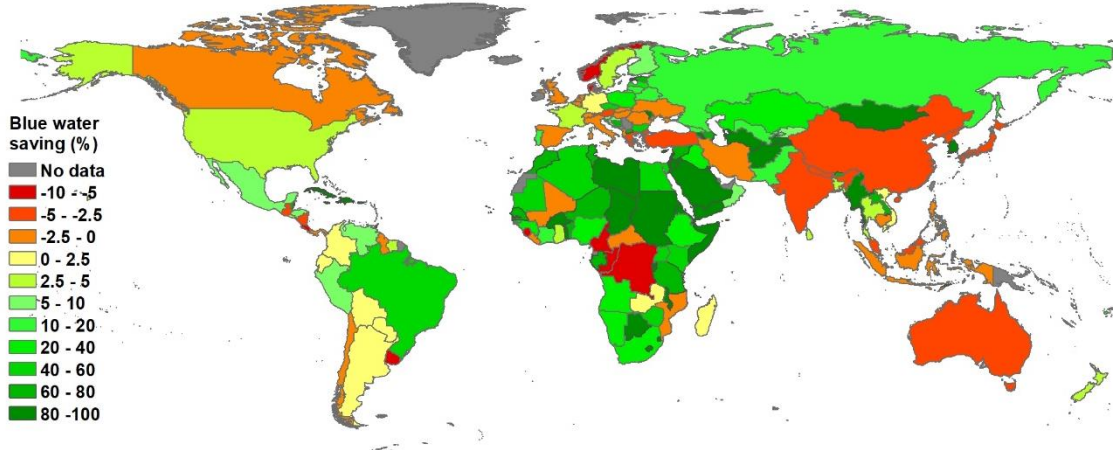 Blue water
saving (%)
No data
-10 - -5
-5 - -2.5
-2.5 - 0
0 - 2.5
2.5 - 5
5 - 10
10 - 20
20 - 40
40 - 60
60 - 80
80 -100